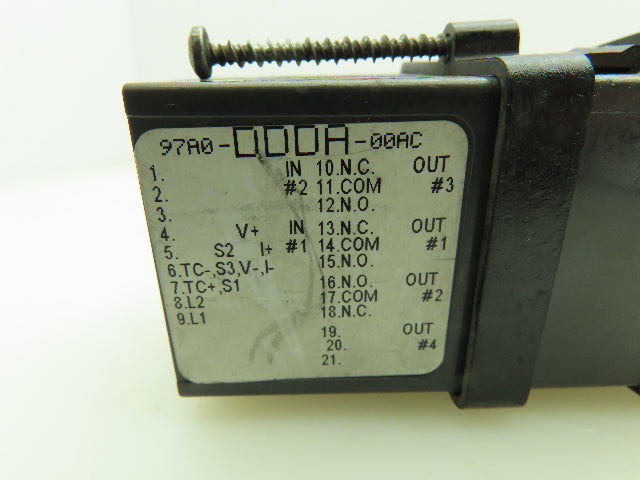 97A0-DDDA-00AC
1. IN 10.N.C. OUT
2. #2 11.COM #3
3. 12.N.O.
4. V+ IN 13.N.C. OUT
5. S2 I+ #1 14.COM #1
6.TC-,S3,V-,I- 15.N.O.
7.TC+,S1 16.N.O. OUT
8.L2 17.COM #2
9.L1 18.N.C.
19. OUT
20. #4
21.